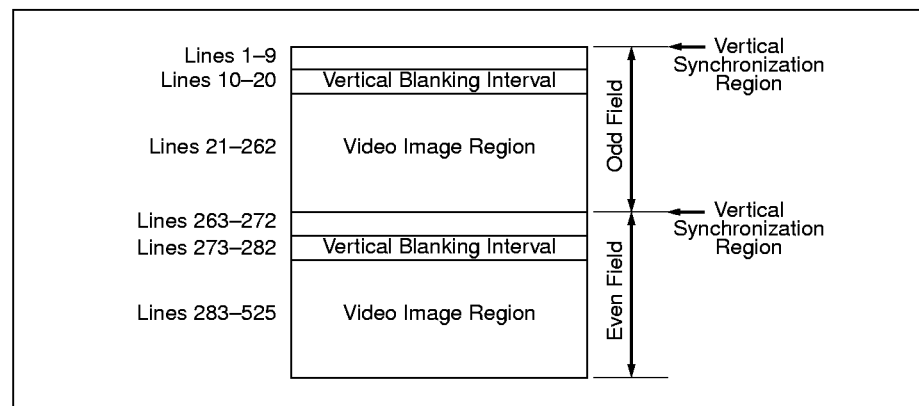 Lines 1–9
Vertical
Synchronization
Region
Lines 10–20
Vertical Blanking Interval
Lines 21–262
Video Image Region
Odd Field
Lines 263–272
Vertical
Synchronization
Region
Lines 273–282
Vertical Blanking Interval
Lines 283–525
Video Image Region
Even Field